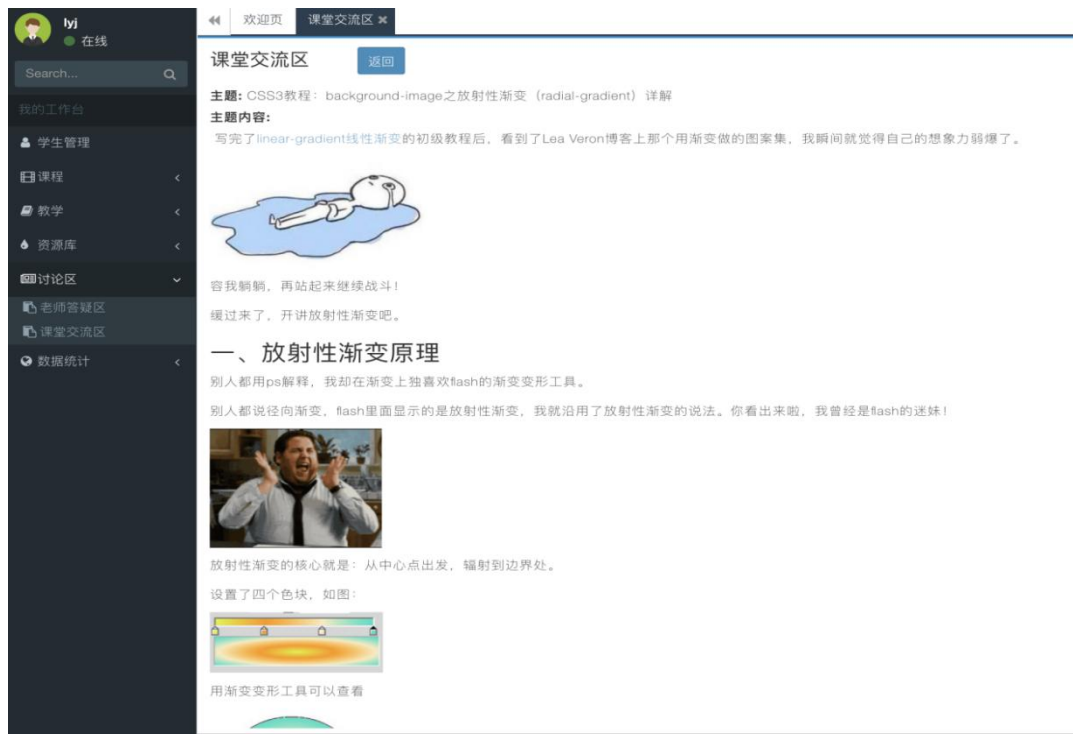 lyj
在线
Search...
我的工作台
学生管理
课程
教学
资源库
讨论区
老师答疑区
课堂交流区
数据统计
欢迎页
课堂交流区
课堂交流区
返回
主题: CSS3教程：background-image之放射性渐变（radial-gradient）详解
主题内容:
写完了linear-gradient线性渐变的初级教程后，看到了Lea Veron博客上那个用渐变做的图案集，我瞬间就觉得自己的想象力弱爆了。
容我躺躺，再站起来继续战斗！
缓过来了，开讲放射性渐变吧。
一、放射性渐变原理
别人都用ps解释，我却在渐变上独喜欢flash的渐变变形工具。
别人都说径向渐变，flash里面显示的是放射性渐变，我就沿用了放射性渐变的说法。你看出来啦，我曾经是flash的迷妹！
放射性渐变的核心就是：从中心点出发，辐射到边界处。
设置了四个色块，如图：
用渐变变形工具可以查看